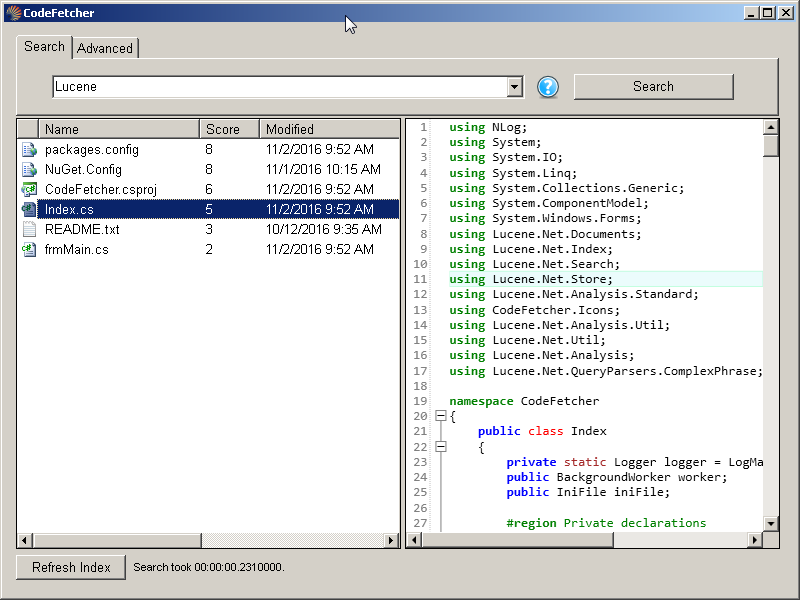 CodeFetcher
Search Advanced
Lucene ? Search
Name Score Modified
packages.config 8 11/2/2016 9:52 AM
NuGet.Config 8 11/1/2016 10:15 AM
CodeFetcher.csproj 6 11/2/2016 9:52 AM
Index.cs 5 11/2/2016 9:52 AM
README.txt 3 10/12/2016 9:35 AM
frmMain.cs 2 11/2/2016 9:52 AM
1 using NLog;
2 using System;
3 using System.IO;
4 using System.Linq;
5 using System.Collections.Generic;
6 using System.ComponentModel;
7 using System.Windows.Forms;
8 using Lucene.Net.Documents;
9 using Lucene.Net.Index;
10 using Lucene.Net.Search;
11 using Lucene.Net.Store;
12 using Lucene.Net.Analysis.Standard;
13 using CodeFetcher.Icons;
14 using Lucene.Net.Analysis.Util;
15 using Lucene.Net.Util;
16 using Lucene.Net.Analysis;
17 using Lucene.Net.QueryParsers.ComplexPhrase;
18
19 namespace CodeFetcher
20 {
21 public class Index
22 {
23 private static Logger logger = LogMa
24 public BackgroundWorker worker;
25 public IniFile iniFile;
26
27 #region Private declarations
Refresh Index Search took 00:00:00.2310000.